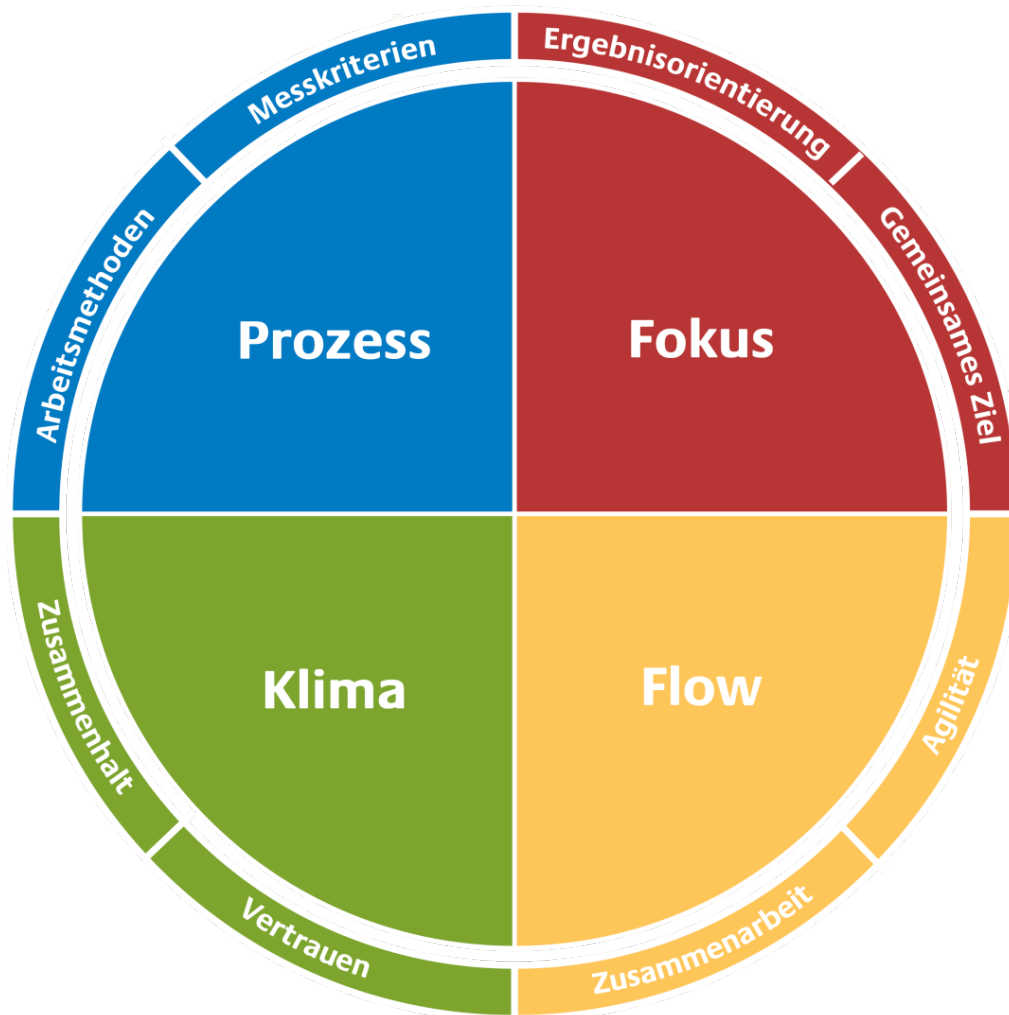 Messkriterien
Ergebnisorientierung
Arbeitsmethoden
Gemeinsames Ziel
Prozess
Fokus
Klima
Flow
Zusammenhalt
Agilität
Vertrauen
Zusammenarbeit